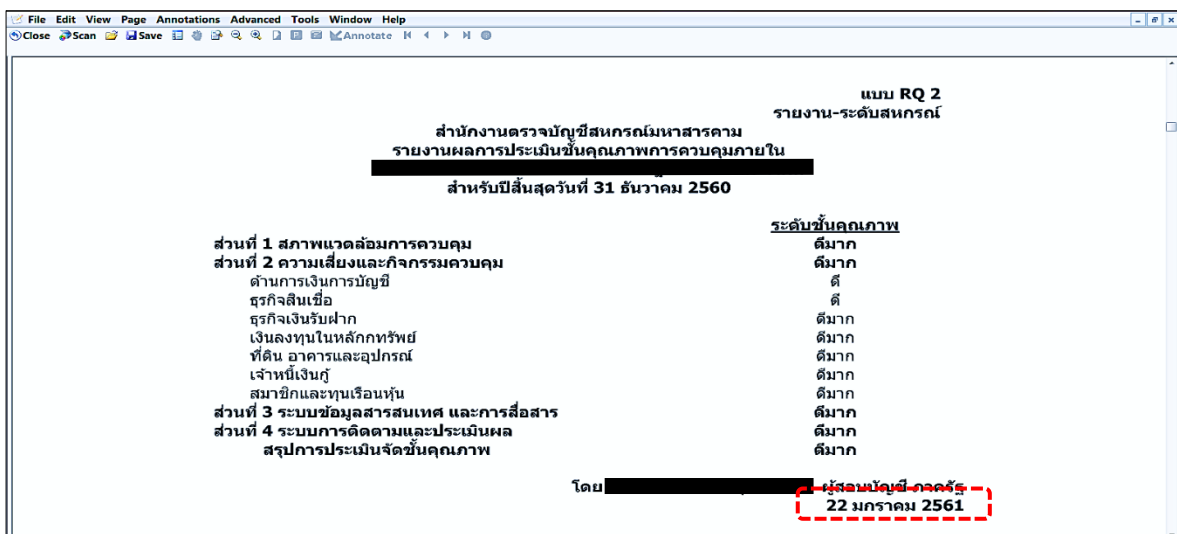 File Edit View Page Annotations Advanced Tools Window Help
Close Scan Save Annotate
แบบ RQ 2
รายงาน-ระดับสหกรณ์
สำนักงานตรวจบัญชีสหกรณ์มหาสารคาม
รายงานผลการประเมินชั้นคุณภาพการควบคุมภายใน
สำหรับปีสิ้นสุดวันที่ 31 ธันวาคม 2560
ระดับชั้นคุณภาพ
ส่วนที่ 1 สภาพแวดล้อมการควบคุม ดีมาก
ส่วนที่ 2 ความเสี่ยงและกิจกรรมควบคุม ดีมาก
ด้านการเงินการบัญชี ดี
ธุรกิจสินเชื่อ ดี
ธุรกิจเงินรับฝาก ดีมาก
เงินลงทุนในหลักกทรัพย์ ดีมาก
ที่ดิน อาคารและอุปกรณ์ ดีมาก
เจ้าหนี้เงินกู้ ดีมาก
สมาชิกและทุนเรือนหุ้น ดีมาก
ส่วนที่ 3 ระบบข้อมูลสารสนเทศ และการสื่อสาร ดีมาก
ส่วนที่ 4 ระบบการติดตามและประเมินผล ดีมาก
สรุปการประเมินจัดชั้นคุณภาพ ดีมาก
โดย ผู้สอบบัญชี ภาครัฐ
22 มกราคม 2561